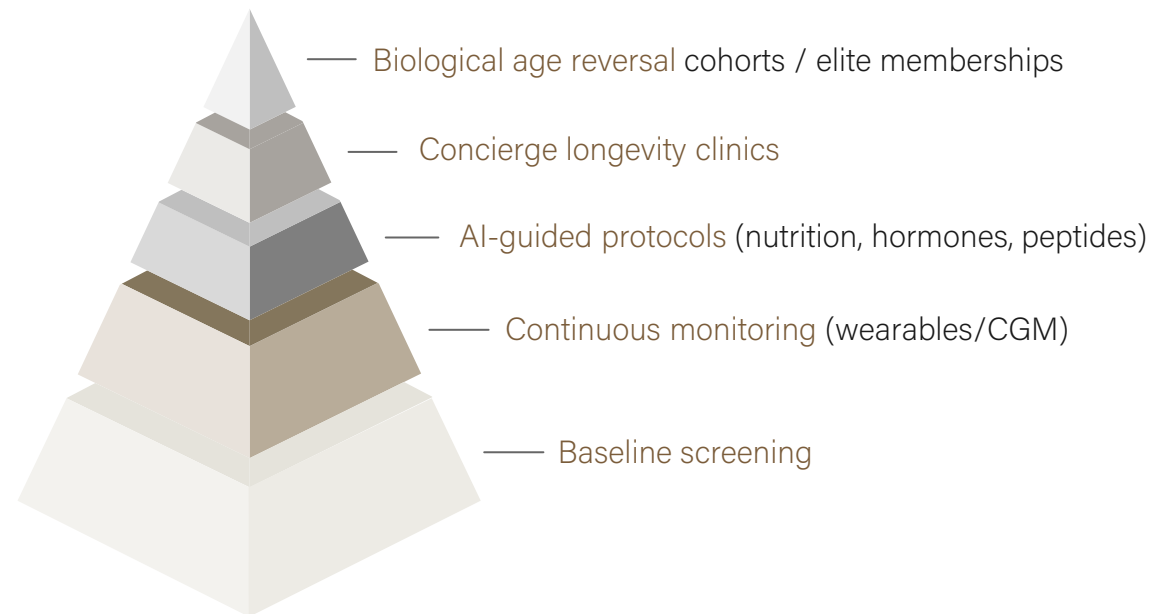 Biological age reversal cohorts / elite memberships
Concierge longevity clinics
AI-guided protocols (nutrition, hormones, peptides)
Continuous monitoring (wearables/CGM)
Baseline screening